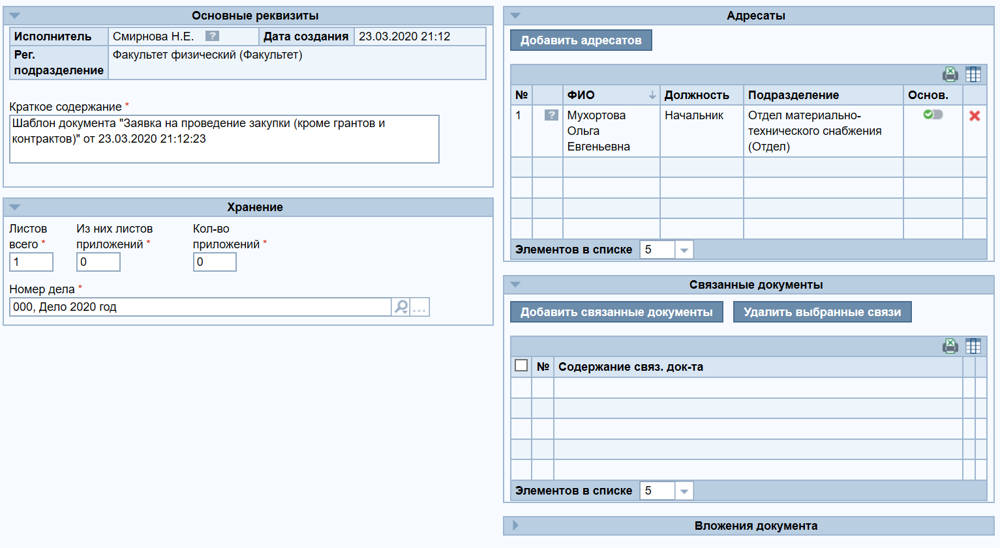 Основные реквизиты
Исполнитель Смирнова Н.Е. ? Дата создания 23.03.2020 21:12
Рег.
подразделение
Факультет физический (Факультет)
Краткое содержание *
Шаблон документа "Заявка на проведение закупки (кроме грантов и
контрактов)" от 23.03.2020 21:12:23
Хранение
Листов
всего *
Из них листов
приложений *
Кол-во
приложений *
1
0
0
Номер дела *
000, Дело 2020 год ...
Адресаты
Добавить адресатов
№ ФИО Должность Подразделение Основ.
1 ?
Мухортова
Ольга
Евгеньевна
Начальник
Отдел материально-
технического снабжения
(Отдел)
Элементов в списке 5
Связанные документы
Добавить связанные документы Удалить выбранные связи
№ Содержание связ. док-та
Элементов в списке 5
Вложения документа